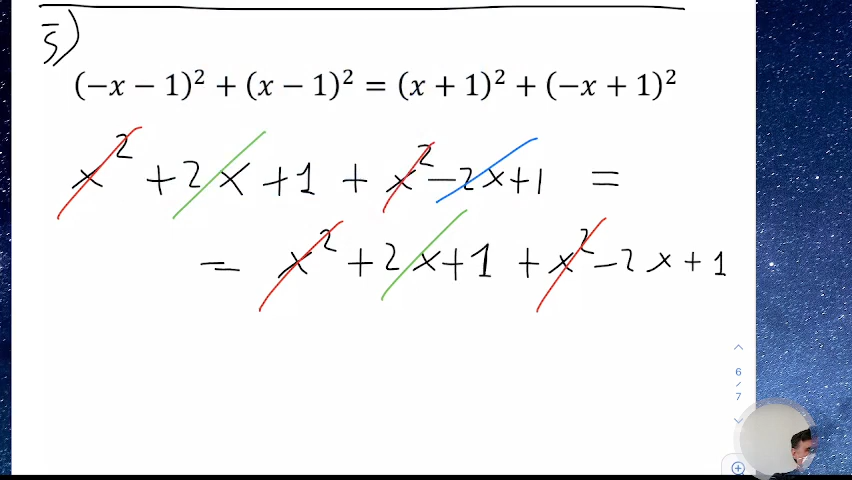 5)
(−x − 1)² + (x − 1)² = (x + 1)² + (−x + 1)²
x² + 2x + 1 + x² − 2x + 1 =
= x² + 2x + 1 + x² − 2x + 1
6
/
7